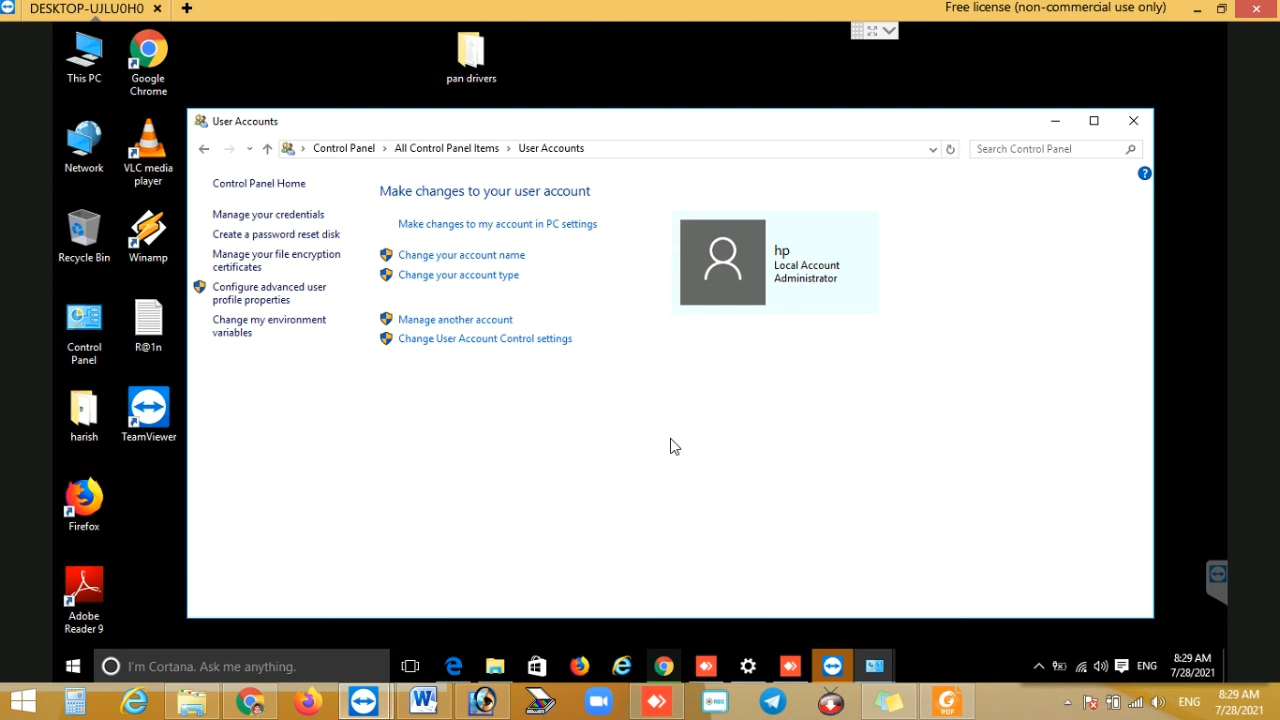 DESKTOP-UJLU0H0
Free license (non-commercial use only)
This PC
Google
Chrome
pan drivers
Network
VLC media
player
Recycle Bin
Winamp
Control
Panel
R@1n
harish
TeamViewer
Firefox
Adobe
Reader 9
User Accounts
Control Panel > All Control Panel Items > User Accounts
Search Control Panel
Control Panel Home
Manage your credentials
Create a password reset disk
Manage your file encryption
certificates
Configure advanced user
profile properties
Change my environment
variables
Make changes to your user account
Make changes to my account in PC settings
Change your account name
Change your account type
Manage another account
Change User Account Control settings
hp
Local Account
Administrator
I'm Cortana. Ask me anything.
ENG
8:29 AM
7/28/2021
REC
PDF
ENG
8:29 AM
7/28/2021